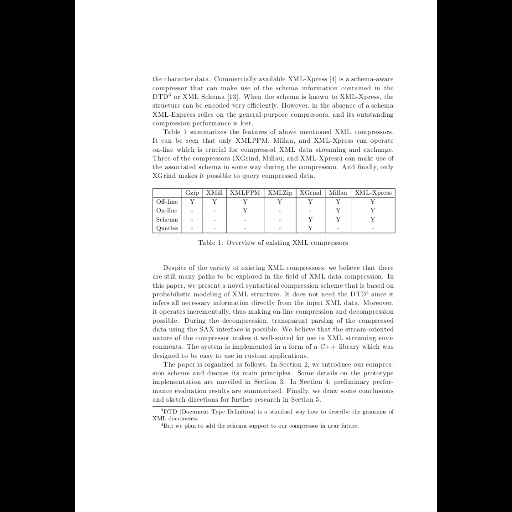 the character data. Commercially available XML-Xpress [4] is a schema-aware
compressor that can make use of the schema information contained in the
DTD³ or XML Schema [13]. When the schema is known to XML-Xpress, the
structure can be encoded very efficiently. However, in the absence of a schema
XML-Express relies on the general-purpose compressors, and its outstanding
compression performance is lost.
Table 1 summarizes the features of above mentioned XML compressors.
It can be seen that only XMLPPM, Millau, and XML-Xpress can operate
on-line which is crucial for compressed XML data streaming and exchange.
Three of the compressors (XGrind, Millau, and XML-Xpress) can make use of
the associated schema in some way during the compression. And finally, only
XGrind makes it possible to query compressed data.
Gzip XMill XMLPPM XMLZip XGrind Millau XML-Xpress
Off-line Y Y Y Y Y Y Y
On-line - - Y - - Y Y
Schema - - - - Y Y Y
Queries - - - - Y - -
Table 1: Overview of existing XML compressors
Despite of the variety of existing XML compressors, we believe that there
are still many paths to be explored in the field of XML data compression. In
this paper, we present a novel syntactical compression scheme that is based on
probabilistic modeling of XML structure. It does not need the DTD⁴ since it
infers all necessary information directly from the input XML data. Moreover,
it operates incrementally, thus making on-line compression and decompression
possible. During the decompression, transparent parsing of the compressed
data using the SAX interface is possible. We believe that the stream-oriented
nature of the compressor makes it well-suited for use in XML streaming envi-
ronments. The system is implemented in a form of a C++ library which was
designed to be easy to use in custom applications.
The paper is organized as follows. In Section 2, we introduce our compres-
sion scheme and discuss its main principles. Some details on the prototype
implementation are unveiled in Section 3. In Section 4, preliminary perfor-
mance evaluation results are summarized. Finally, we draw some conclusions
and sketch directions for further research in Section 5.
³DTD (Document Type Definition) is a standard way how to describe the grammar of
XML documents.
⁴But we plan to add the schema support to our compressor in near future.